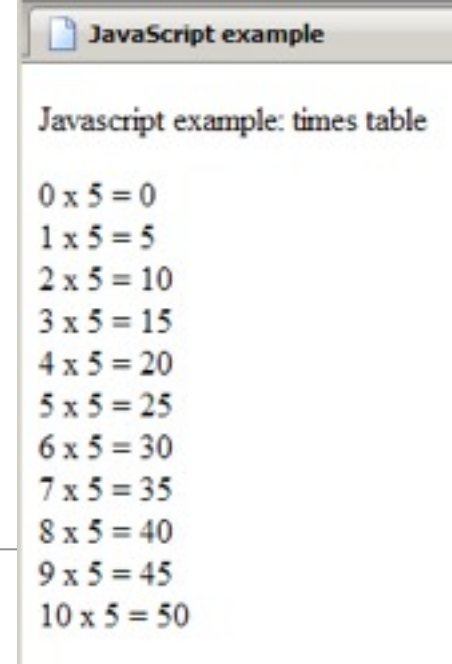 JavaScript example
Javascript example: times table
0 x 5 = 0
1 x 5 = 5
2 x 5 = 10
3 x 5 = 15
4 x 5 = 20
5 x 5 = 25
6 x 5 = 30
7 x 5 = 35
8 x 5 = 40
9 x 5 = 45
10 x 5 = 50